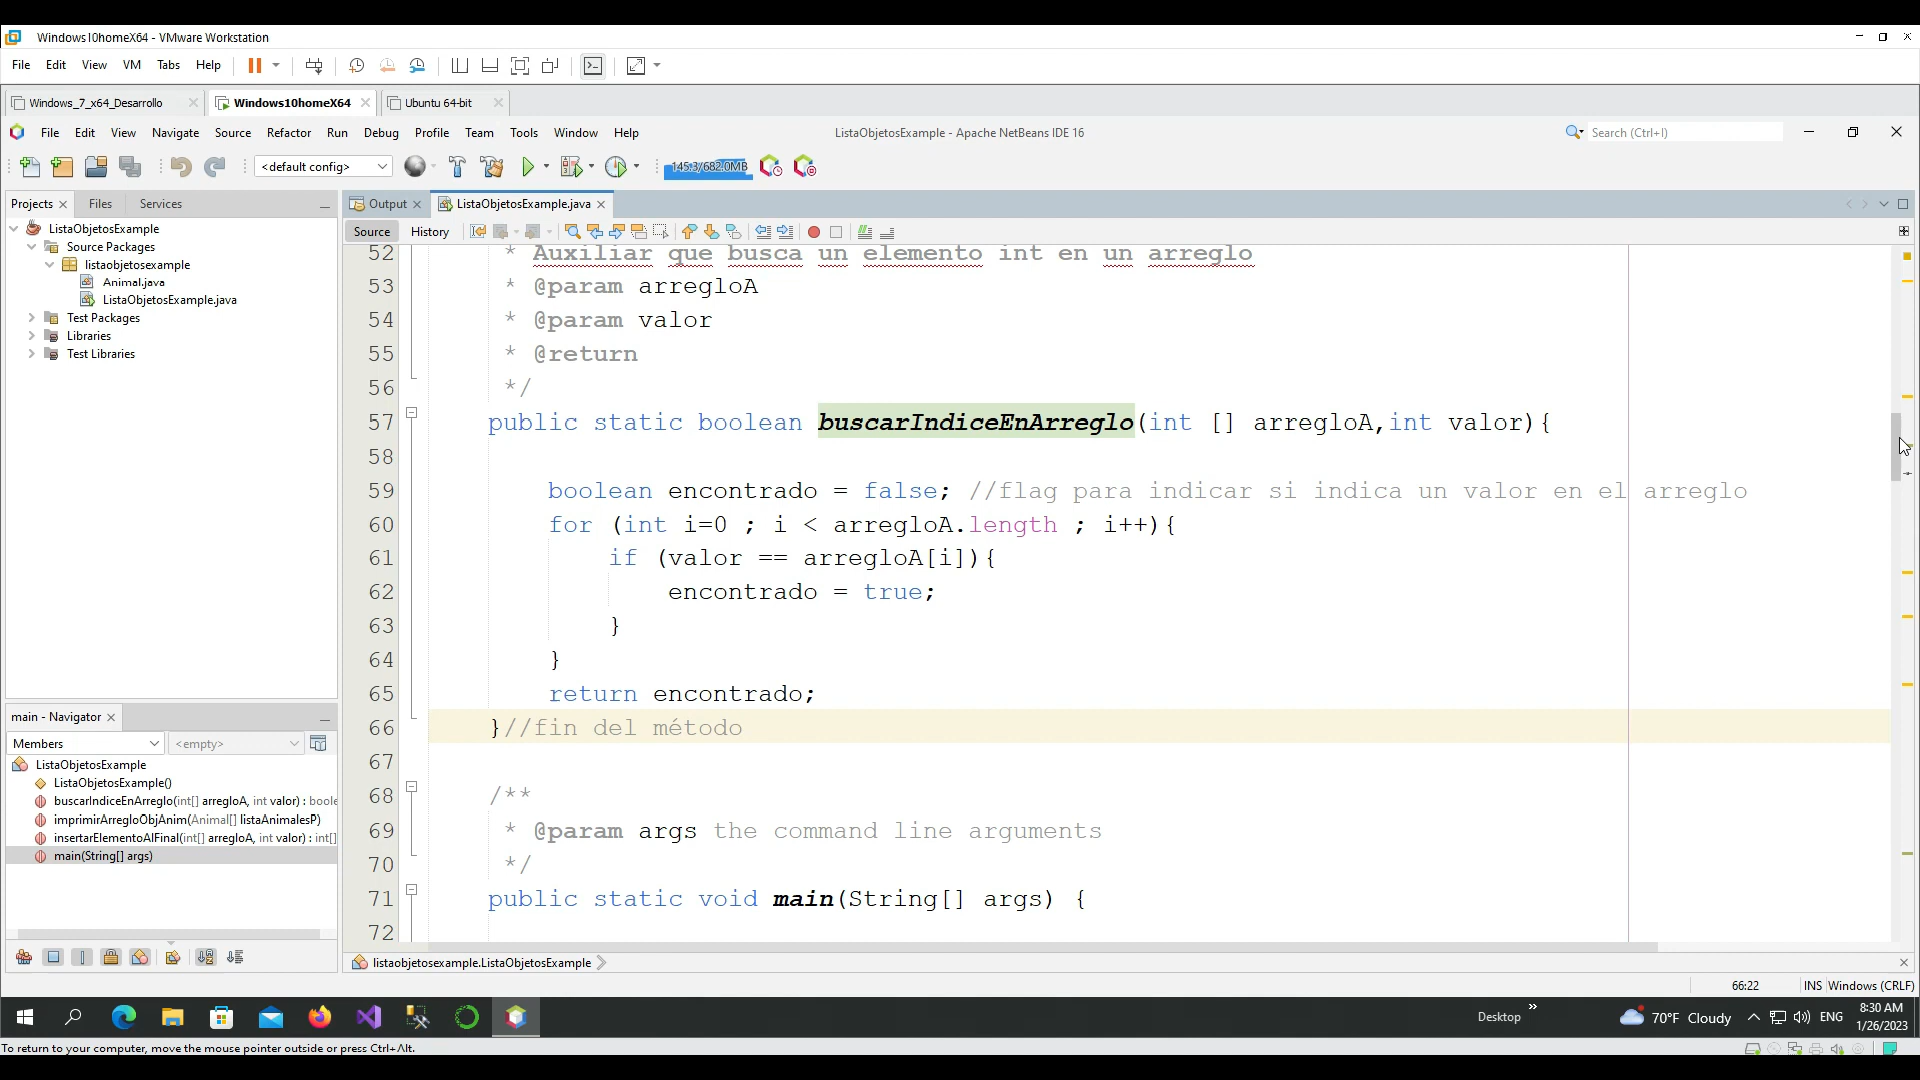 Windows10homeX64 - VMware Workstation
File Edit View VM Tabs Help
Windows_7_x64_Desarrollo Windows10homeX64 Ubuntu 64-bit
File Edit View Navigate Source Refactor Run Debug Profile Team Tools Window Help ListaObjetosExample - Apache NetBeans IDE 16 Search (Ctrl+I)
<default config> 145.3/682.0MB
Projects Files Services Output ListaObjetosExample.java
Source History
ListaObjetosExample
Source Packages
listaobjetosexample
Animal.java
ListaObjetosExample.java
Test Packages
Libraries
Test Libraries
52 * Auxiliar que busca un elemento int en un arreglo
53 * @param arregloA
54 * @param valor
55 * @return
56 */
57 public static boolean buscarIndiceEnArreglo(int [] arregloA,int valor){
58
59 boolean encontrado = false; //flag para indicar si indica un valor en el arreglo
60 for (int i=0 ; i < arregloA.length ; i++){
61 if (valor == arregloA[i]){
62 encontrado = true;
63 }
64 }
65 return encontrado;
66 }//fin del método
67
68 /**
69 * @param args the command line arguments
70 */
71 public static void main(String[] args) {
72
main - Navigator
Members <empty>
ListaObjetosExample
ListaObjetosExample()
buscarIndiceEnArreglo(int[] arregloA, int valor) : boole
imprimirArregloObjAnim(Animal[] listaAnimalesP)
insertarElementoAlFinal(int[] arregloA, int valor) : int[]
main(String[] args)
listaobjetosexample.ListaObjetosExample
66:22 INS Windows (CRLF)
Desktop 70°F Cloudy ENG 8:30 AM
1/26/2023
To return to your computer, move the mouse pointer outside or press Ctrl+Alt.